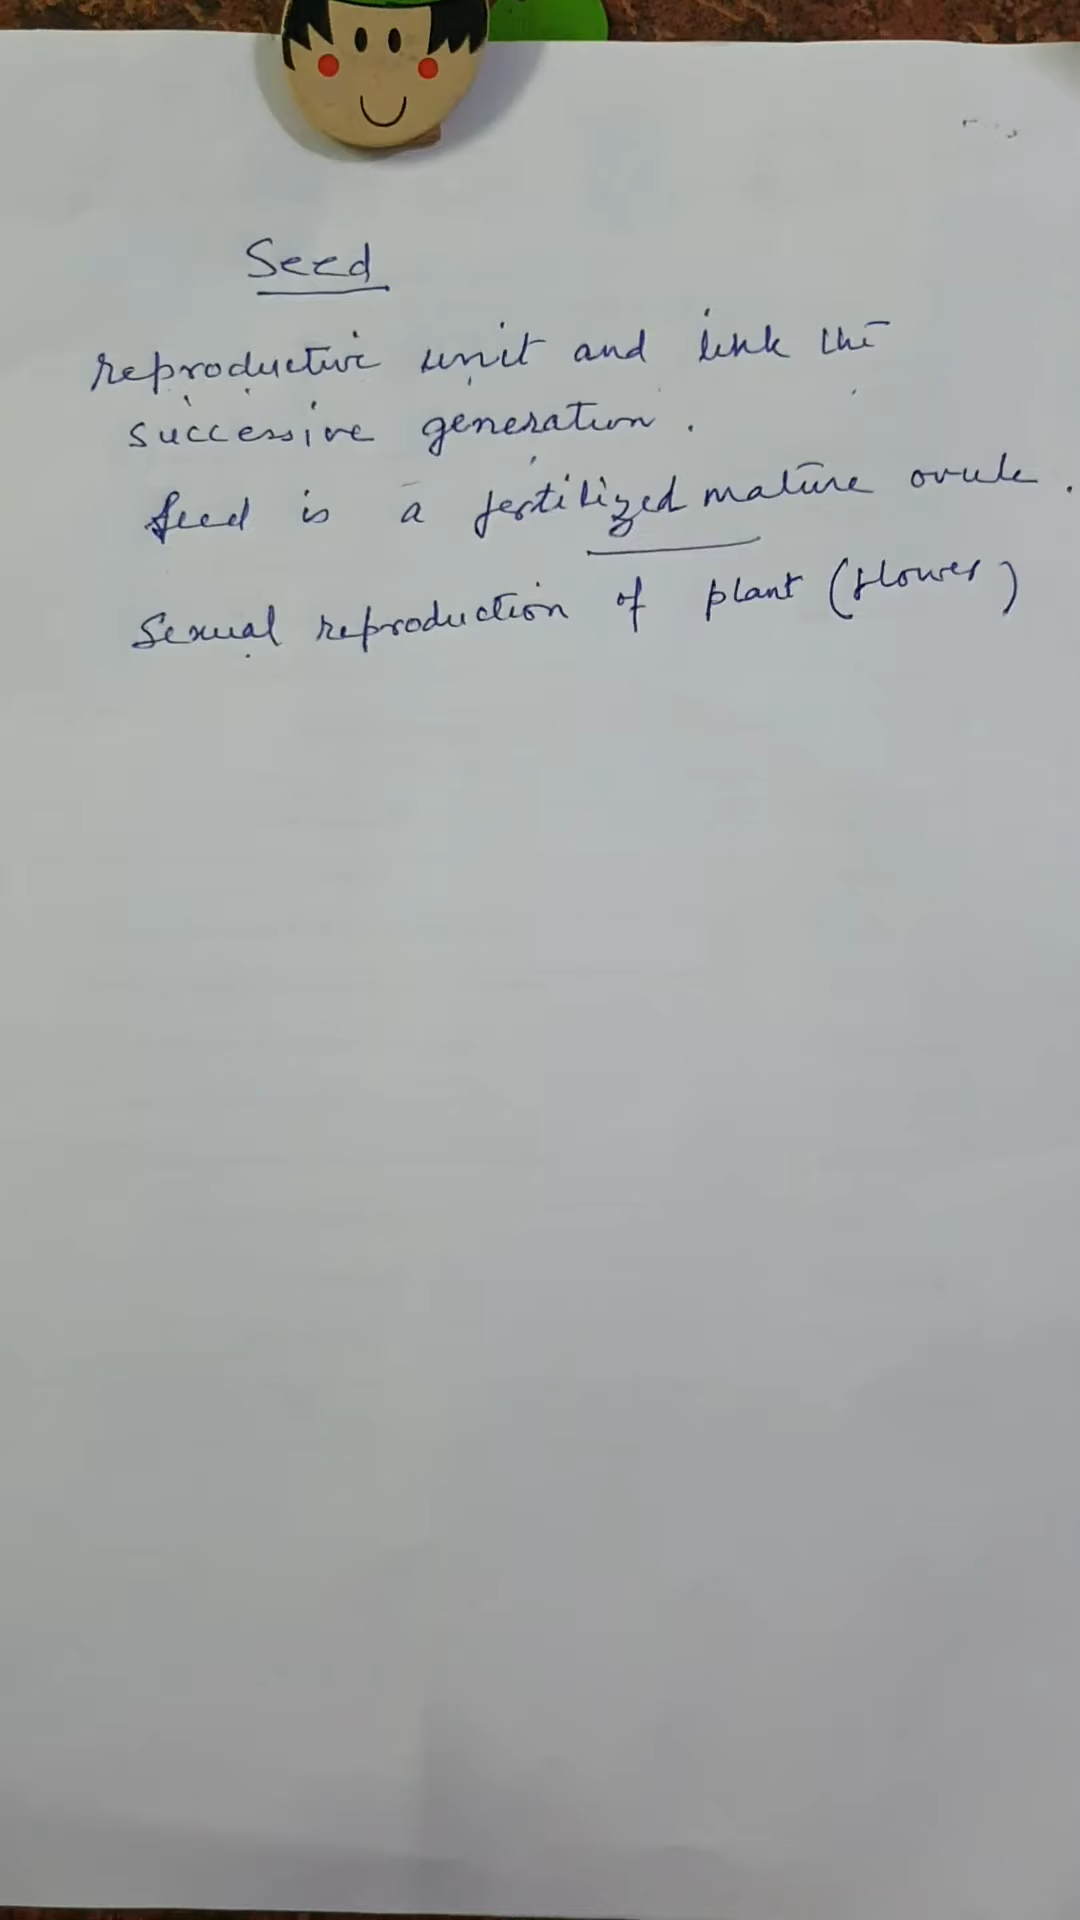 Seed
reproductive unit and link the
successive generation.
Seed is a fertilized mature ovule.
Sexual reproduction of plant (flower)